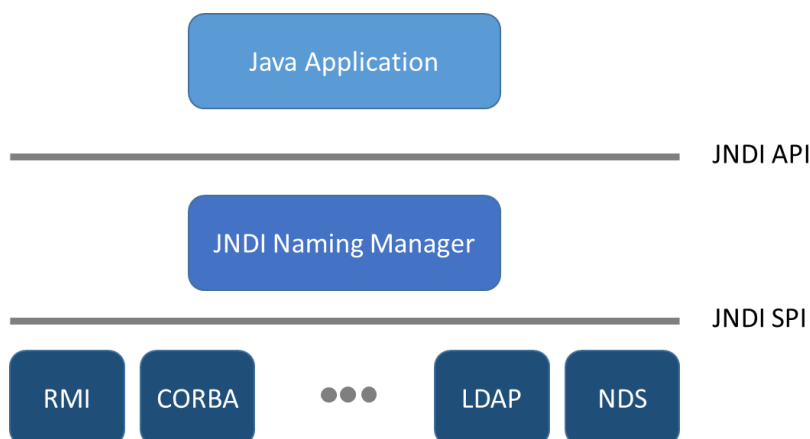 Java Application
JNDI API
JNDI Naming Manager
JNDI SPI
RMI
CORBA
LDAP
NDS